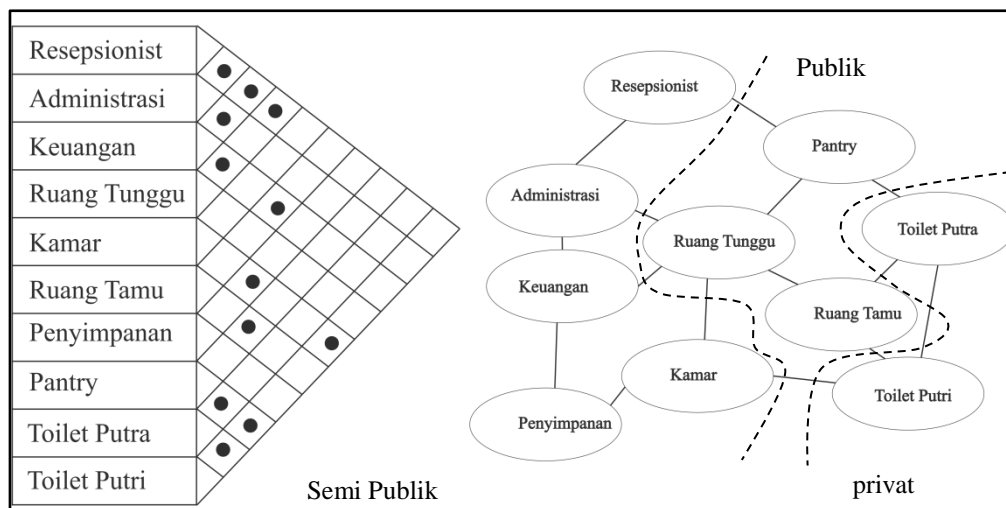 Resepsionist
Administrasi
Keuangan
Ruang Tunggu
Kamar
Ruang Tamu
Penyimpanan
Pantry
Toilet Putra
Toilet Putri
Semi Publik
Publik
Resepsionist
Pantry
Administrasi
Toilet Putra
Ruang Tunggu
Keuangan
Ruang Tamu
Kamar
Toilet Putri
Penyimpanan
privat